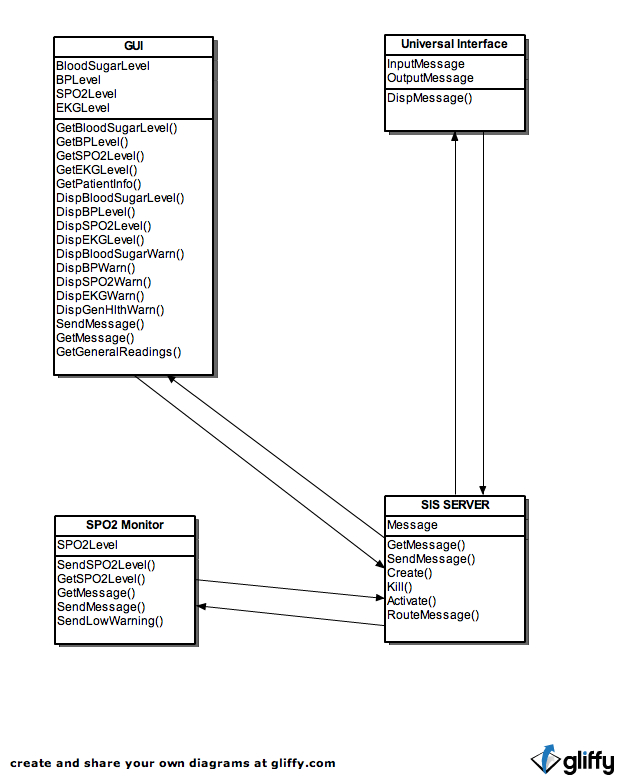 GUI
BloodSugarLevel
BPLevel
SPO2Level
EKGLevel
GetBloodSugarLevel()
GetBPLevel()
GetSPO2Level()
GetEKGLevel()
GetPatientInfo()
DispBloodSugarLevel()
DispBPLevel()
DispSPO2Level()
DispEKGLevel()
DispBloodSugarWarn()
DispBPWarn()
DispSPO2Warn()
DispEKGWarn()
DispGenHlthWarn()
SendMessage()
GetMessage()
GetGeneralReadings()
Universal Interface
InputMessage
OutputMessage
DispMessage()
SPO2 Monitor
SPO2Level
SendSPO2Level()
GetSPO2Level()
GetMessage()
SendMessage()
SendLowWarning()
SIS SERVER
Message
GetMessage()
SendMessage()
Create()
Kill()
Activate()
RouteMessage()
create and share your own diagrams at gliffy.com
gliffy